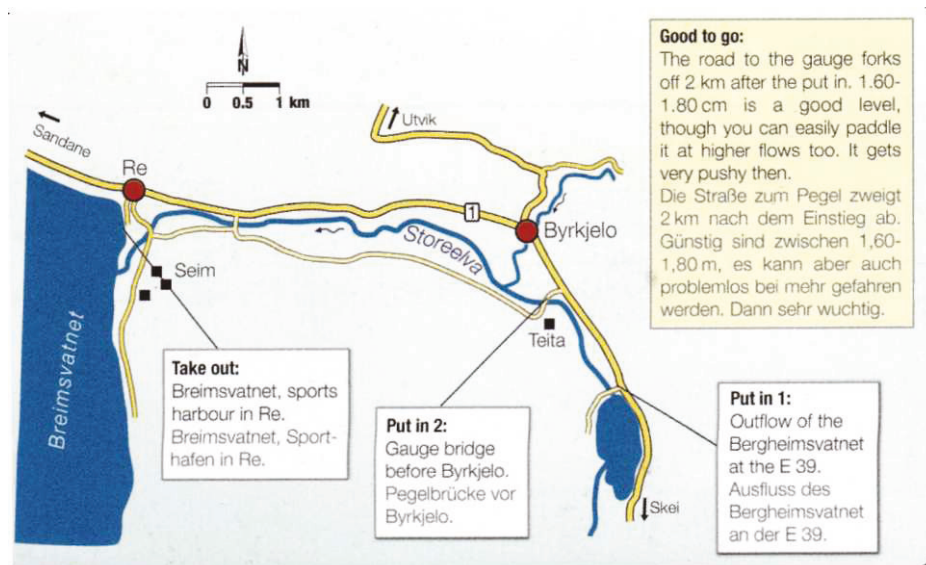 Good to go:
The road to the gauge forks
off 2 km after the put in. 1.60-
1.80 cm is a good level,
though you can easily paddle
it at higher flows too. It gets
very pushy then.
Die Straße zum Pegel zweigt
2 km nach dem Einstieg ab.
Günstig sind zwischen 1,60-
1,80 m, es kann aber auch
problemlos bei mehr gefahren
werden. Dann sehr wuchtig.
N
0 0.5 1 km
Utvik
Sandane
Re
1
Byrkjelo
Storeelva
Seim
Teita
Breimsvatnet
Skei
Take out:
Breimsvatnet, sports
harbour in Re.
Breimsvatnet, Sport-
hafen in Re.
Put in 2:
Gauge bridge
before Byrkjelo.
Pegelbrücke vor
Byrkjelo.
Put in 1:
Outflow of the
Bergheimsvatnet
at the E 39.
Ausfluss des
Bergheimsvatnet
an der E 39.